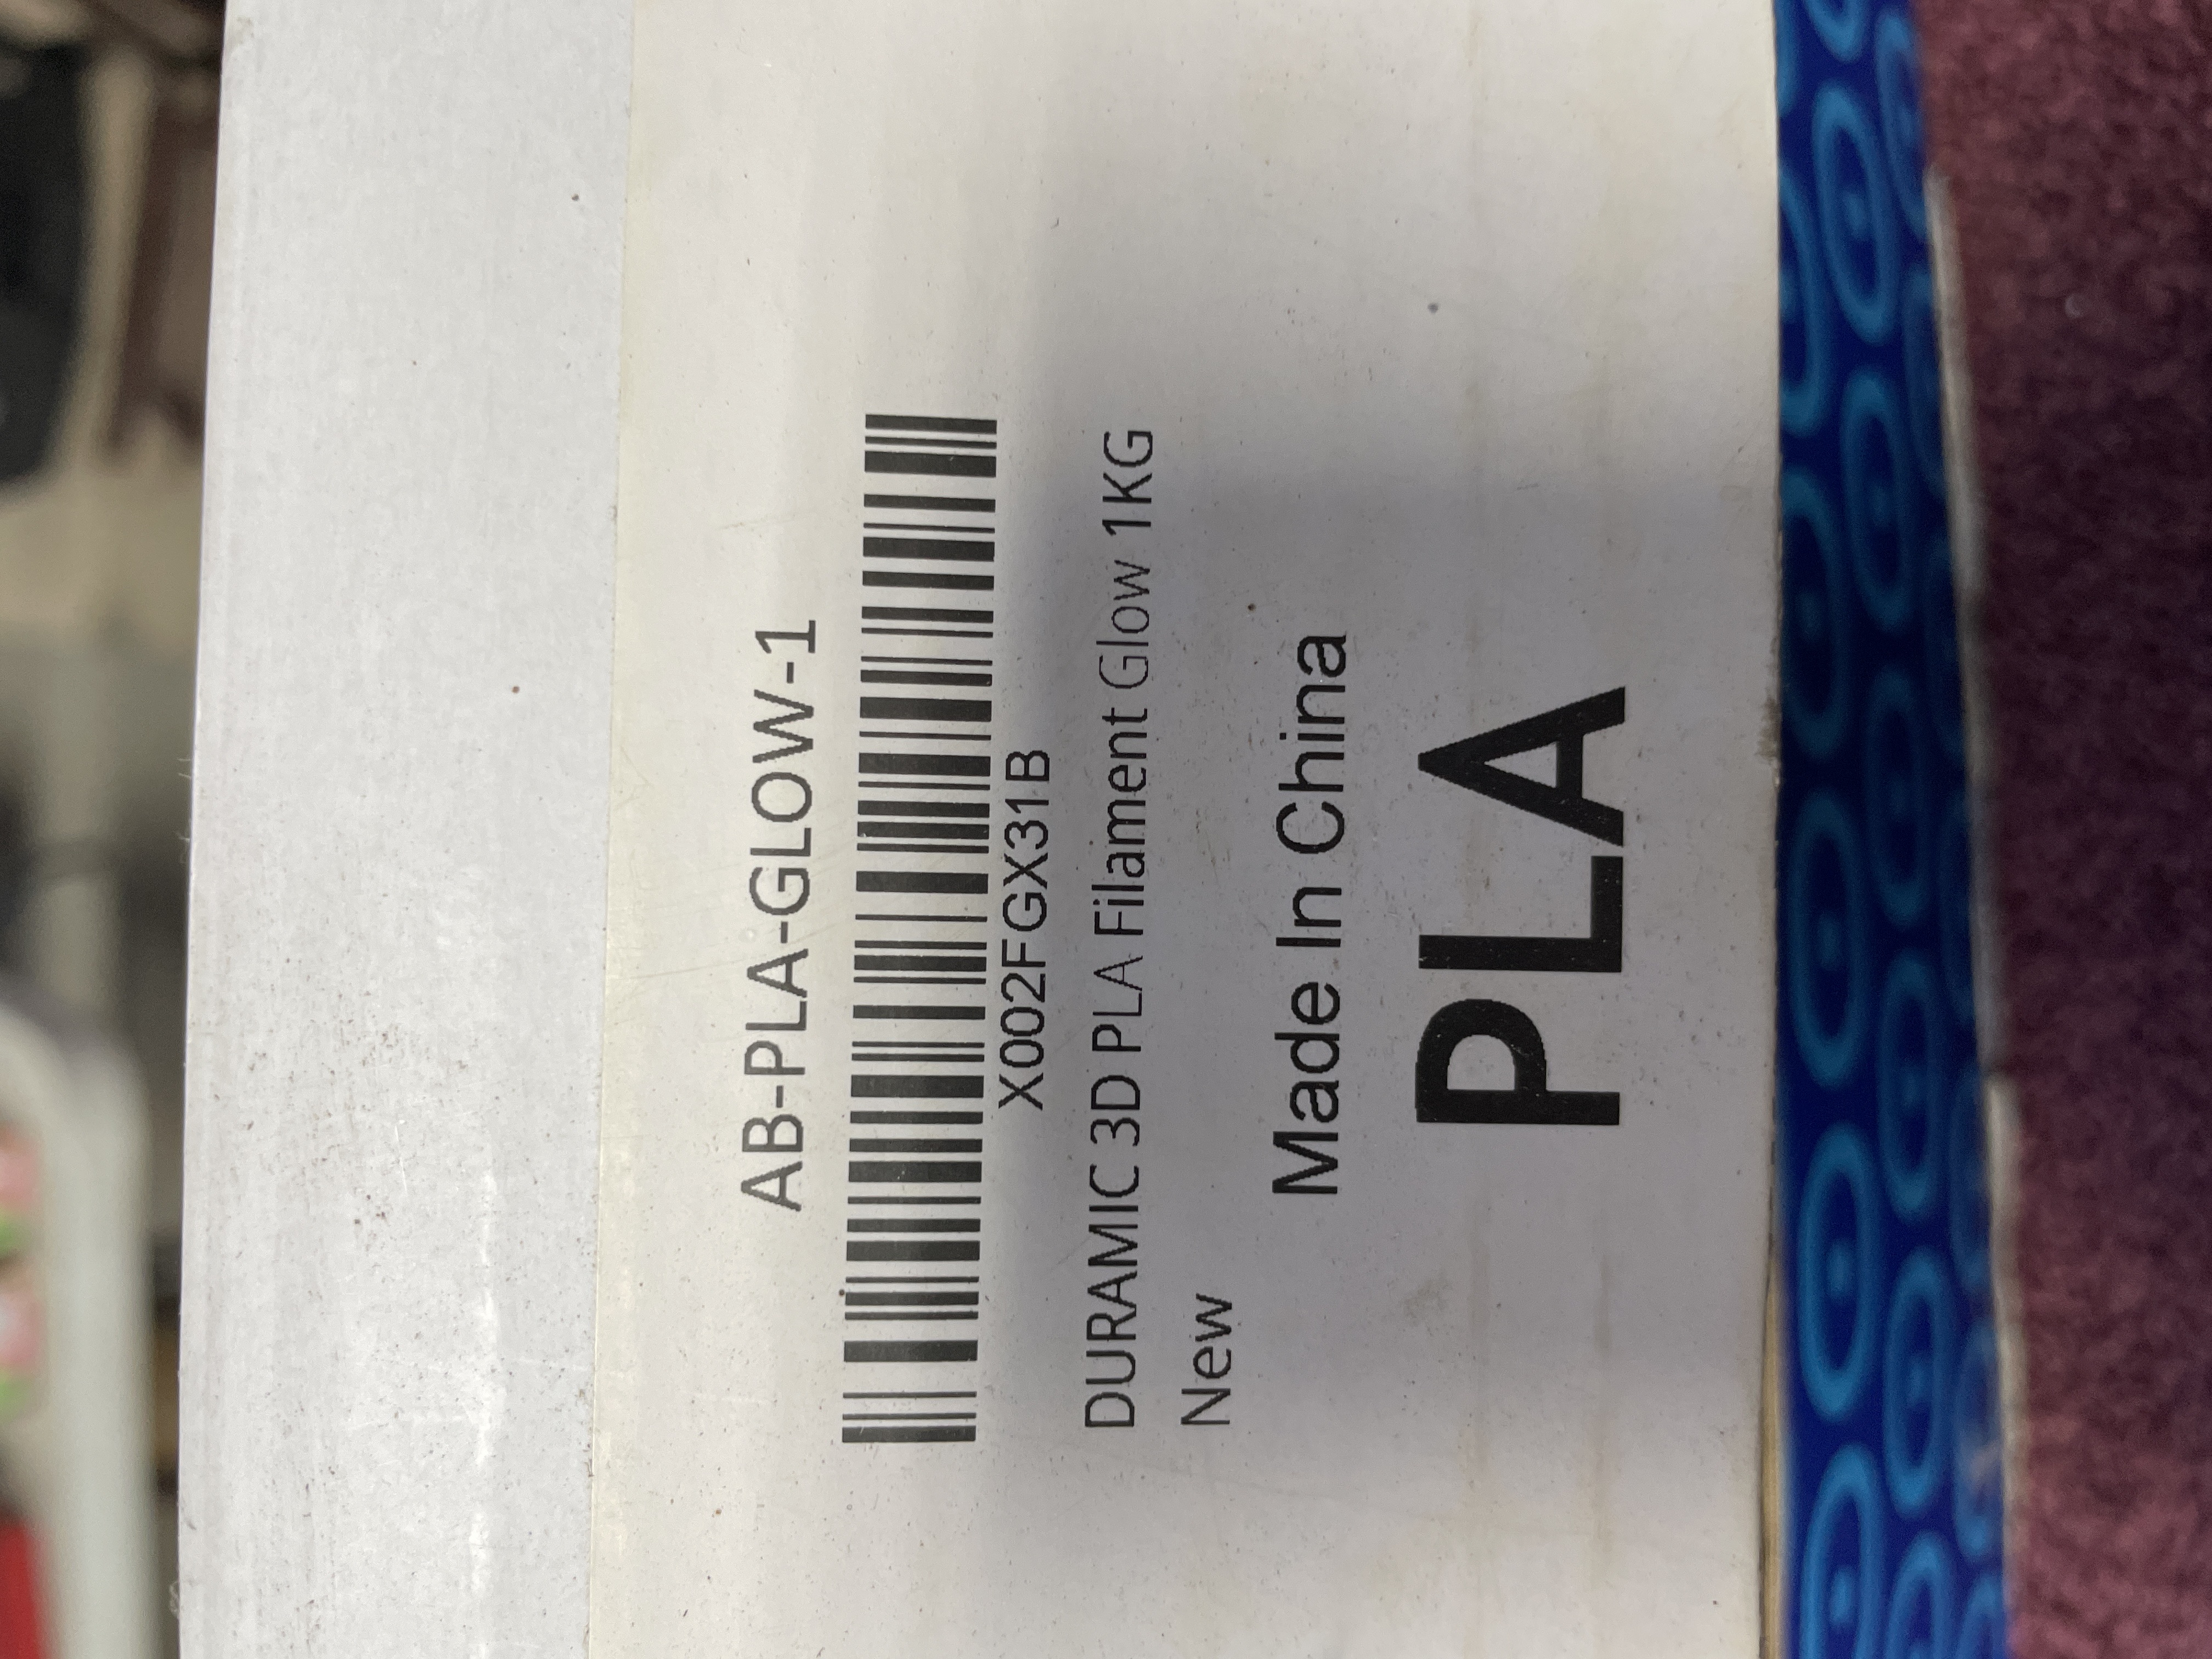 AB-PLA-GLOW-1
X002FGX31B
DURAMIC 3D PLA Filament Glow 1KG
New
Made In China
PLA